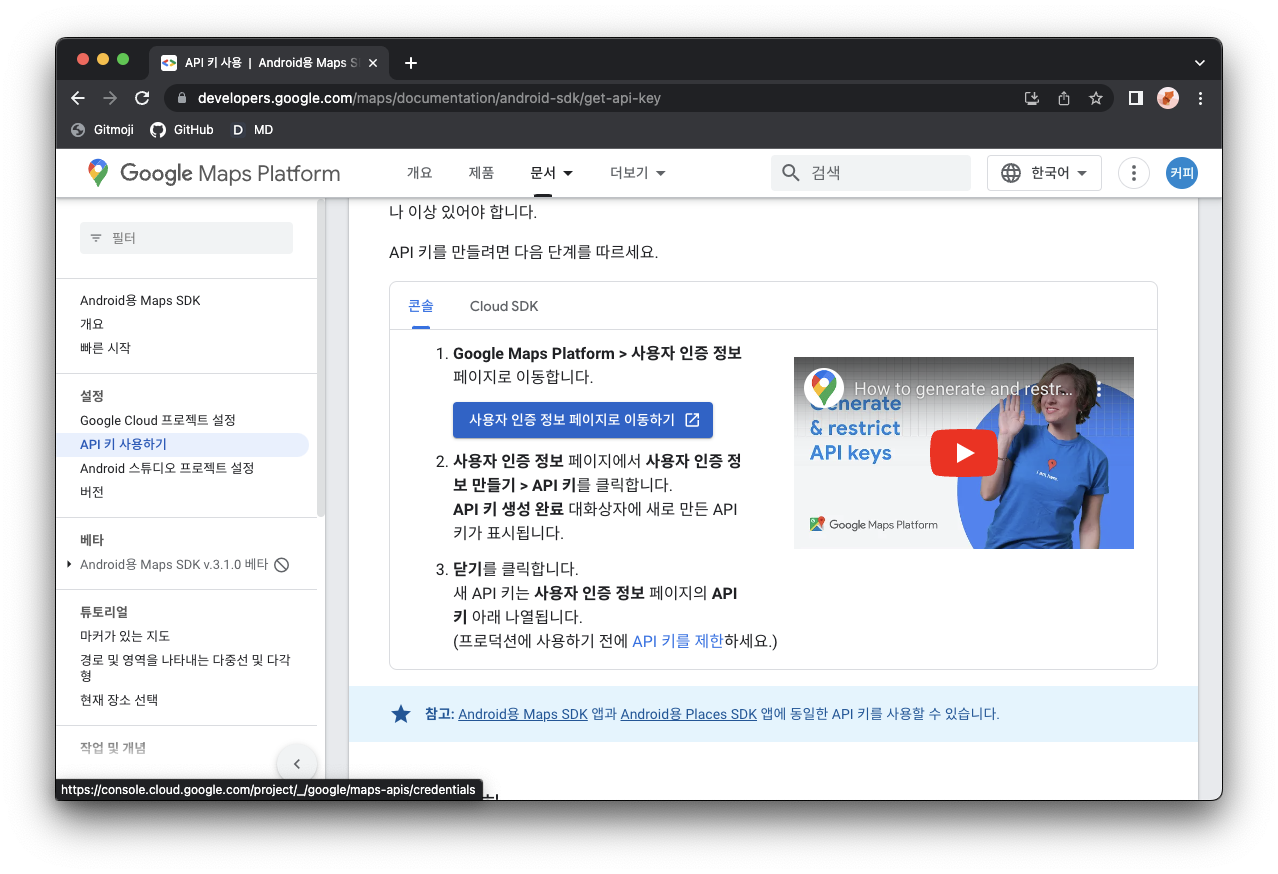 API 키 사용 | Android용 Maps S
developers.google.com/maps/documentation/android-sdk/get-api-key
Gitmoji GitHub D MD
Google Maps Platform 개요 제품 문서 더보기 검색 한국어 커피
필터
Android용 Maps SDK
개요
빠른 시작
설정
Google Cloud 프로젝트 설정
API 키 사용하기
Android 스튜디오 프로젝트 설정
버전
베타
Android용 Maps SDK v.3.1.0 베타
튜토리얼
마커가 있는 지도
경로 및 영역을 나타내는 다중선 및 다각
형
현재 장소 선택
작업 및 개념
나 이상 있어야 합니다.
API 키를 만들려면 다음 단계를 따르세요.
콘솔 Cloud SDK
1. Google Maps Platform > 사용자 인증 정보
페이지로 이동합니다.
사용자 인증 정보 페이지로 이동하기
2. 사용자 인증 정보 페이지에서 사용자 인증 정
보 만들기 > API 키를 클릭합니다.
API 키 생성 완료 대화상자에 새로 만든 API
키가 표시됩니다.
3. 닫기를 클릭합니다.
새 API 키는 사용자 인증 정보 페이지의 API
키 아래 나열됩니다.
(프로덕션에 사용하기 전에 API 키를 제한하세요.)
How to generate and restr...
Generate
& restrict
API keys
I am here
Google Maps Platform
참고: Android용 Maps SDK 앱과 Android용 Places SDK 앱에 동일한 API 키를 사용할 수 있습니다.
https://console.cloud.google.com/project/_/google/maps-apis/credentials